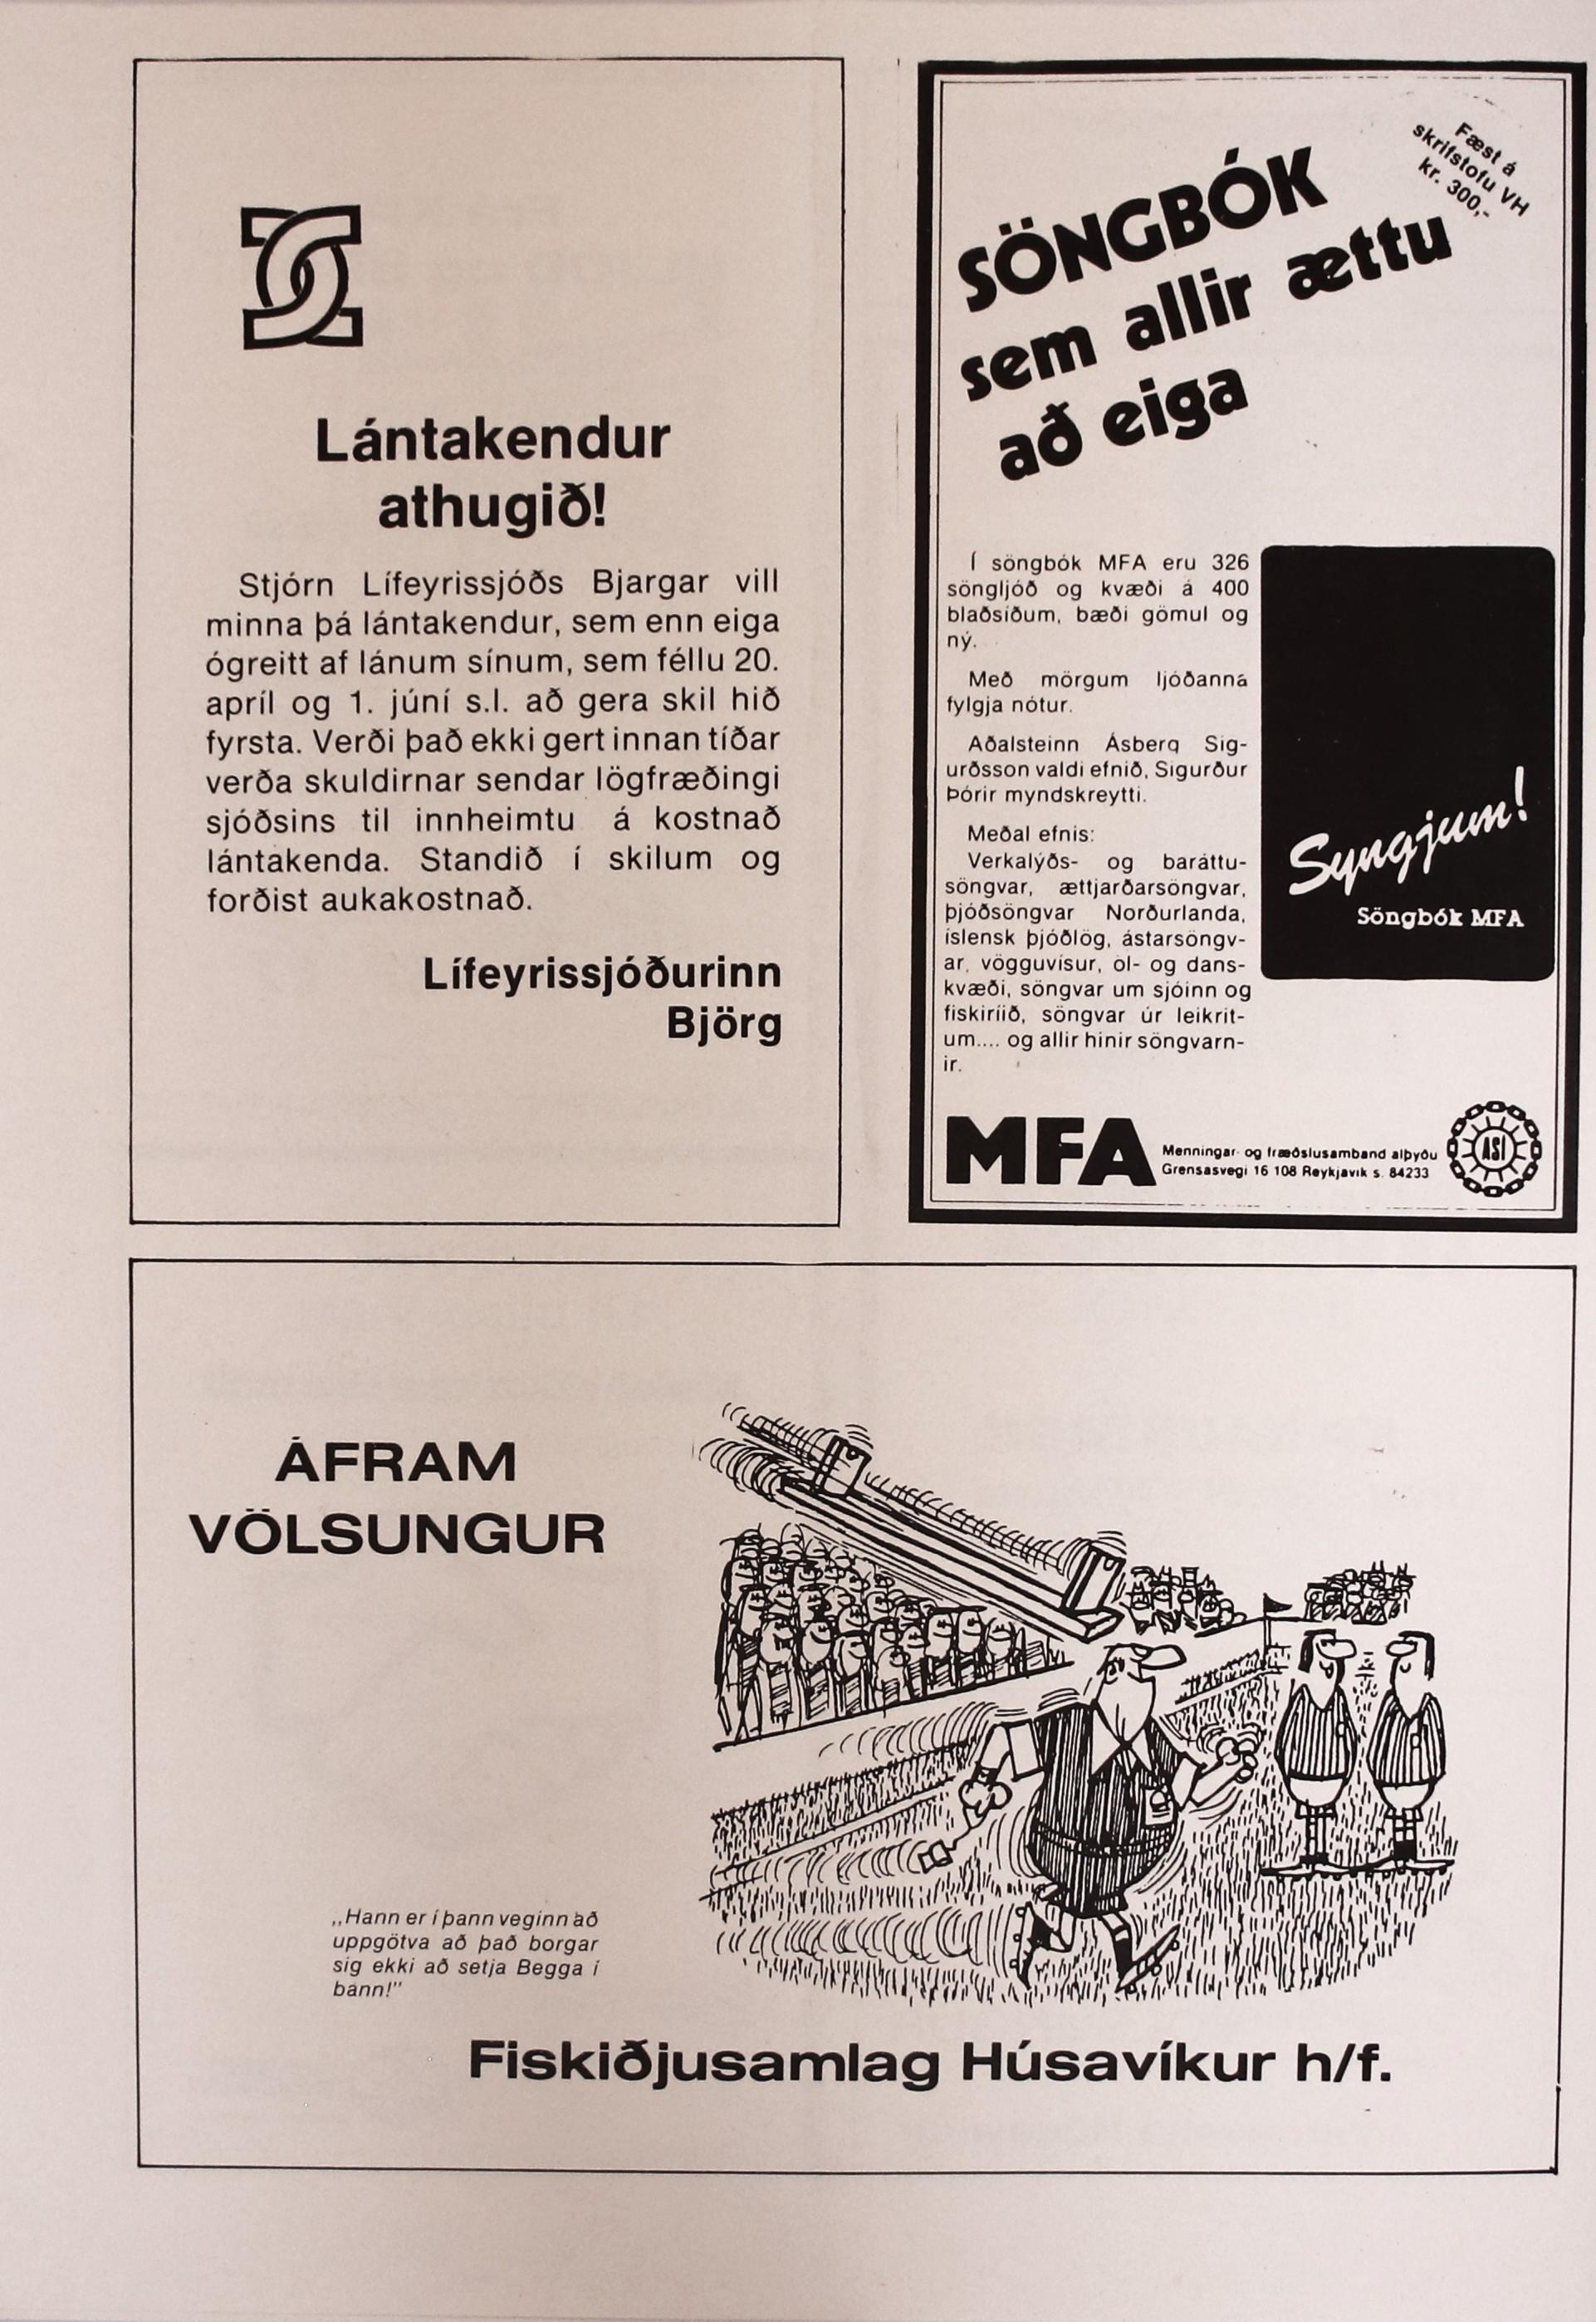 Lántakendur
athugið!
Stjórn Lífeyrissjóðs Bjargar vill
minna þá lántakendur, sem enn eiga
ógreitt af lánum sínum, sem féllu 20.
apríl og 1. júní s.l. að gera skil hið
fyrsta. Verði það ekki gert innan tíðar
verða skuldirnar sendar lögfræðingi
sjóðsins til innheimtu á kostnað
lántakenda. Standið í skilum og
forðist aukakostnað.
Lífeyrissjóðurinn
Björg
Fæst á
skrifstofu VH
kr. 300,-
SÖNGBÓK
sem allir ættu
að eiga
Í söngbók MFA eru 326
söngljóð og kvæði á 400
blaðsíðum, bæði gömul og
ný.
Með mörgum ljóðanna
fylgja nótur.
Aðalsteinn Ásberg Sig-
urðsson valdi efnið, Sigurður
Þórir myndskreytti.
Meðal efnis:
Verkalýðs- og baráttu-
söngvar, ættjarðarsöngvar,
þjóðsöngvar Norðurlanda,
íslensk þjóðlög, ástarsöngv-
ar, vögguvísur, öl- og dans-
kvæði, söngvar um sjóinn og
fiskiríið, söngvar úr leikrit-
um.... og allir hinir söngvarn-
ir.
Syngjum!
Söngbók MFA
MFA
Menningar- og fræðslusamband alþýðu
Grensásvegi 16 108 Reykjavík s. 84233
ASÍ
ÁFRAM
VÖLSUNGUR
„Hann er í þann veginn að
uppgötva að það borgar
sig ekki að setja Begga í
bann!"
Fiskiðjusamlag Húsavíkur h/f.